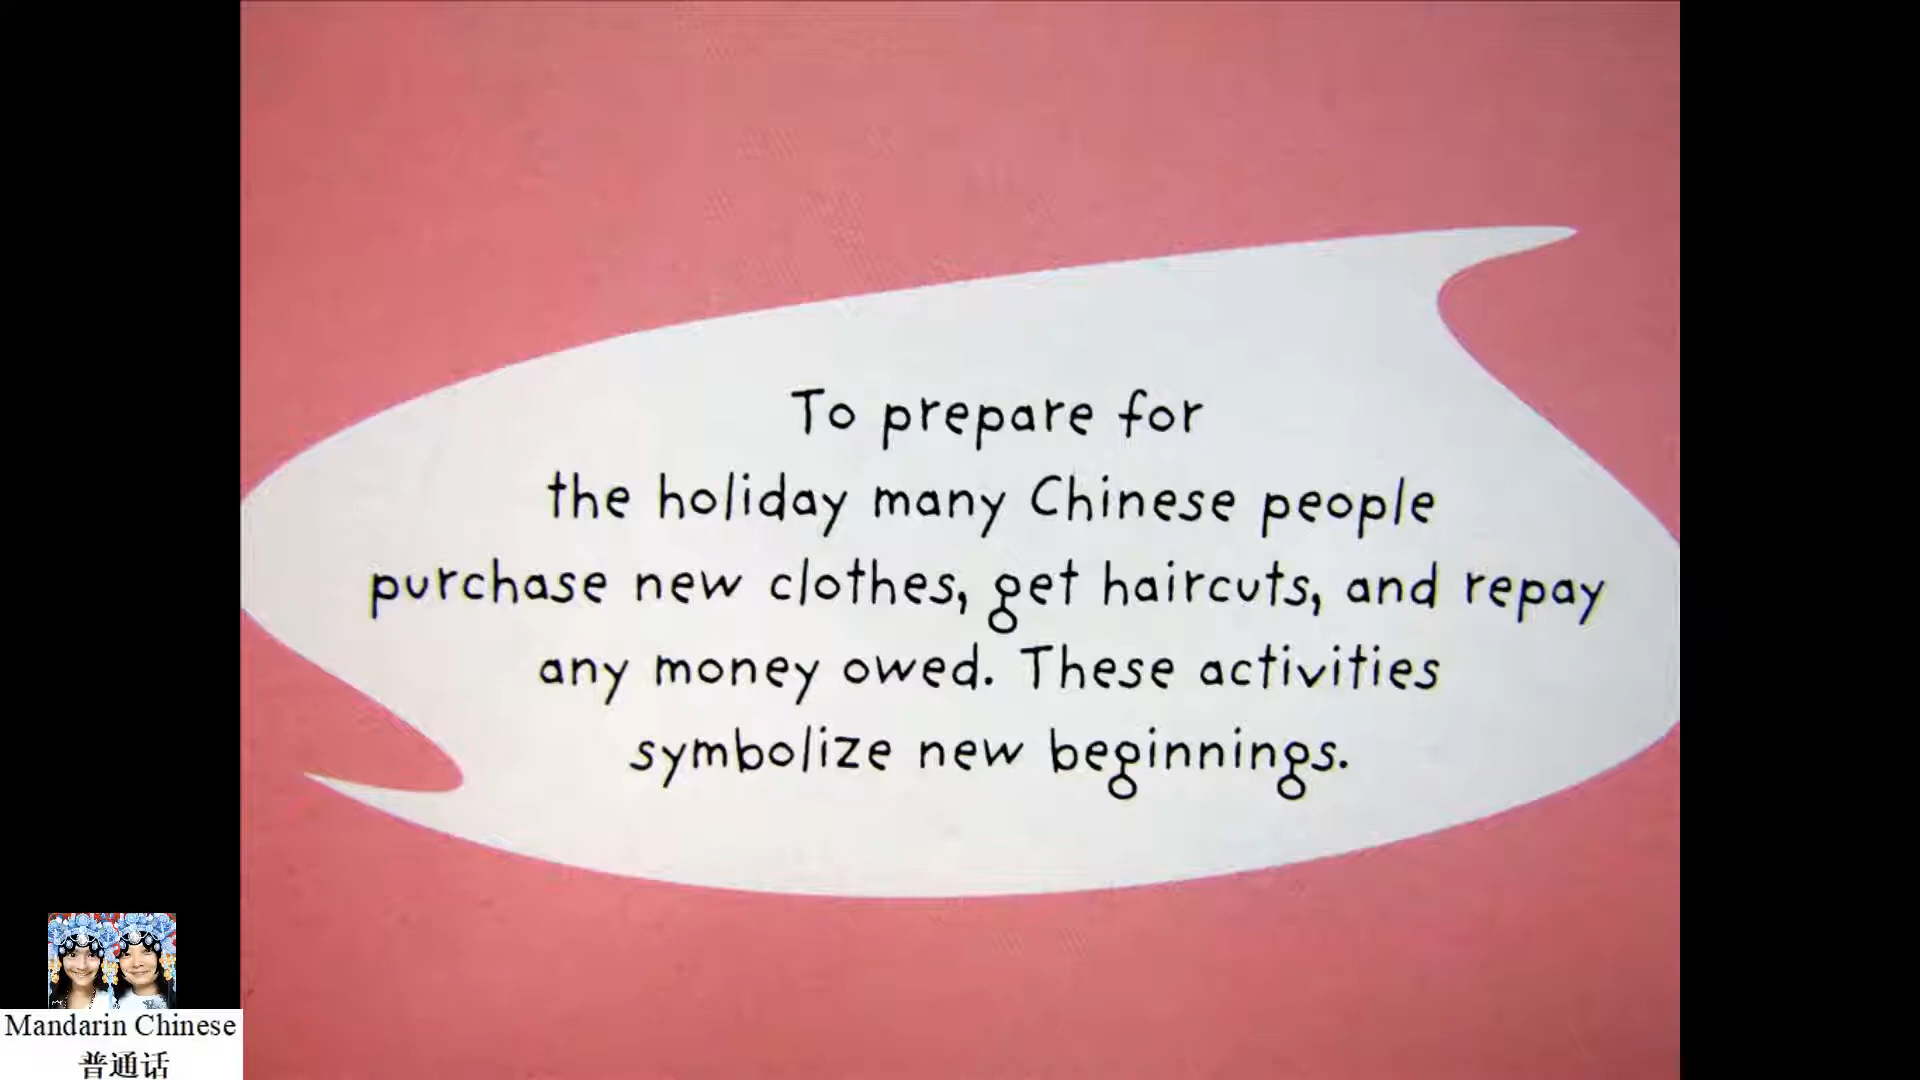 To prepare for
the holiday many Chinese people
purchase new clothes, get haircuts, and repay
any money owed. These activities
symbolize new beginnings.
Mandarin Chinese
普通话